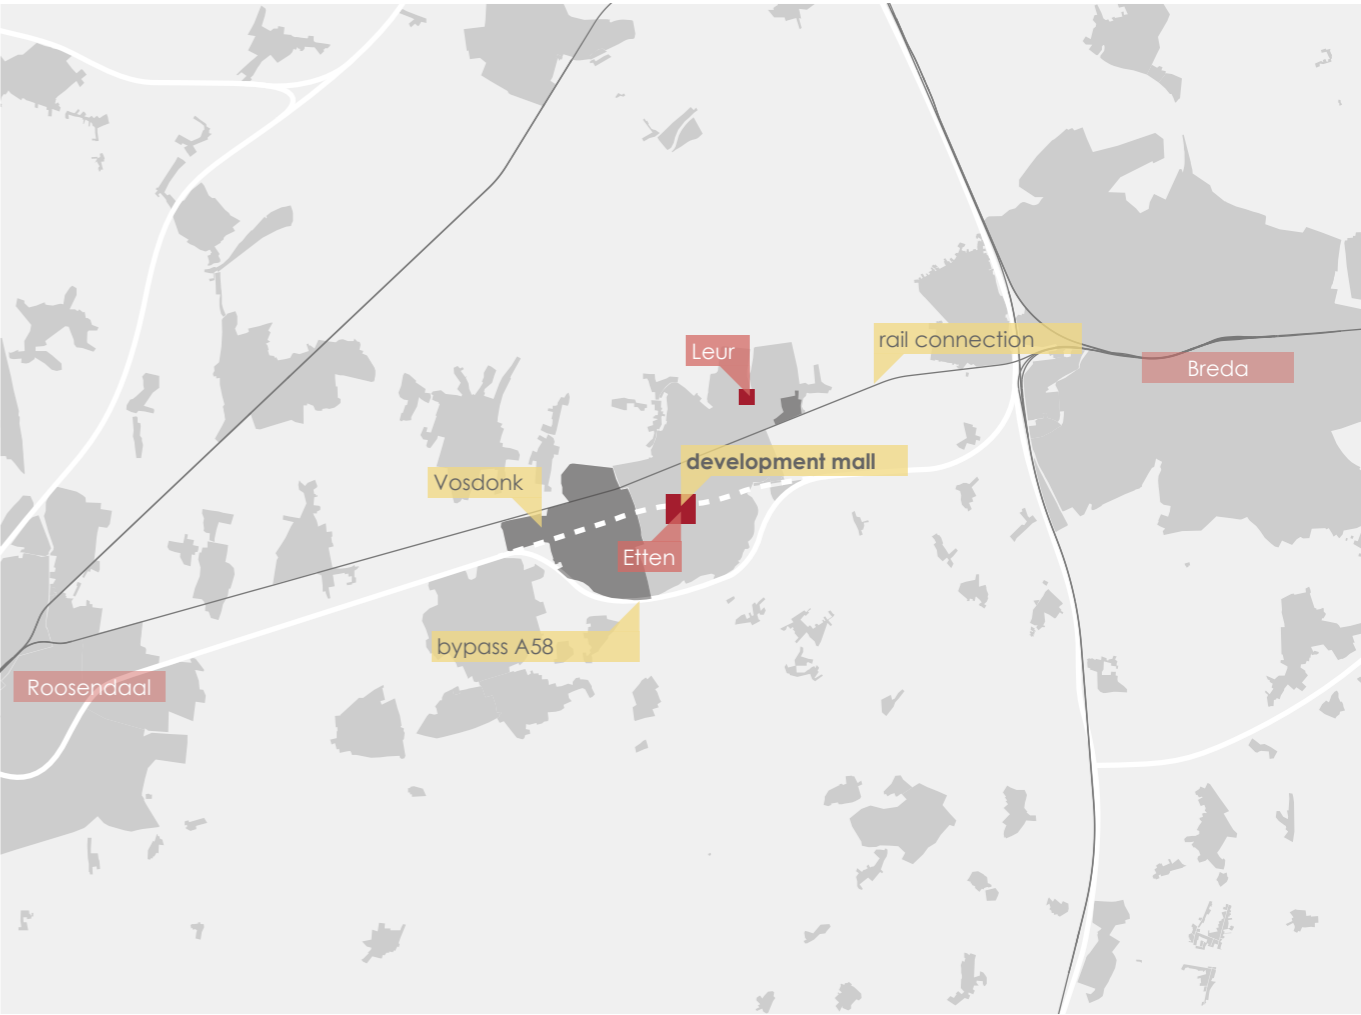 Leur
rail connection
Breda
development mall
Vosdonk
Etten
bypass A58
Roosendaal